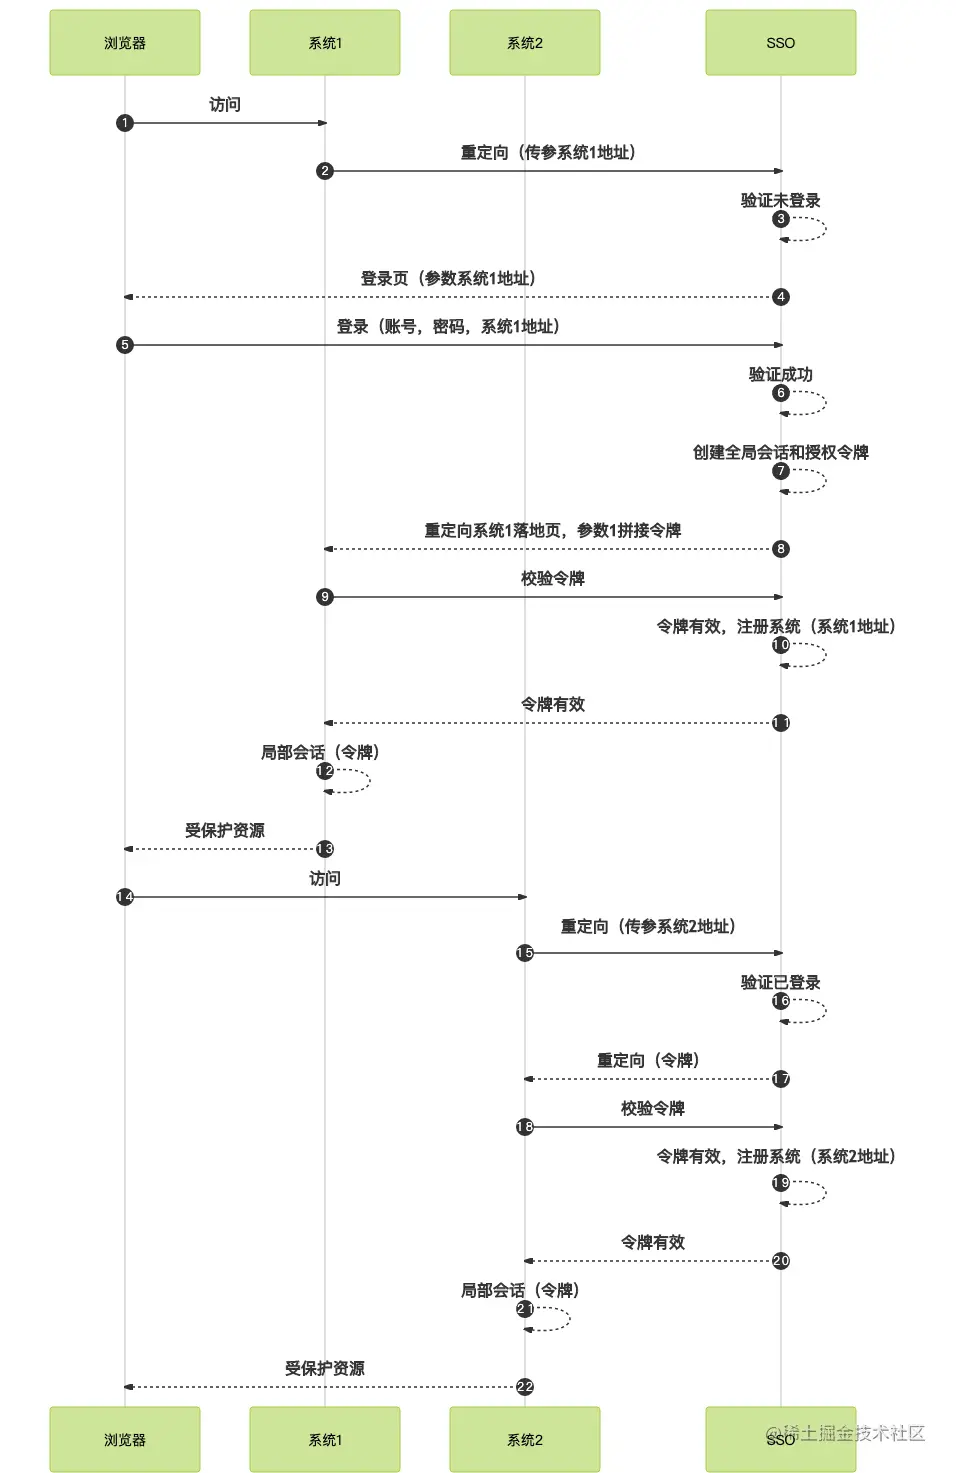 浏览器
系统1
系统2
SSO
访问
1
重定向（传参系统1地址）
2
验证未登录
3
登录页（参数系统1地址）
4
登录（账号，密码，系统1地址）
5
验证成功
6
创建全局会话和授权令牌
7
重定向系统1落地页，参数1拼接令牌
8
校验令牌
9
令牌有效，注册系统（系统1地址）
10
令牌有效
11
局部会话（令牌）
12
受保护资源
13
访问
14
重定向（传参系统2地址）
15
验证已登录
16
重定向（令牌）
17
校验令牌
18
令牌有效，注册系统（系统2地址）
19
令牌有效
20
局部会话（令牌）
21
受保护资源
22
浏览器
系统1
系统2
SSO
@稀土掘金技术社区